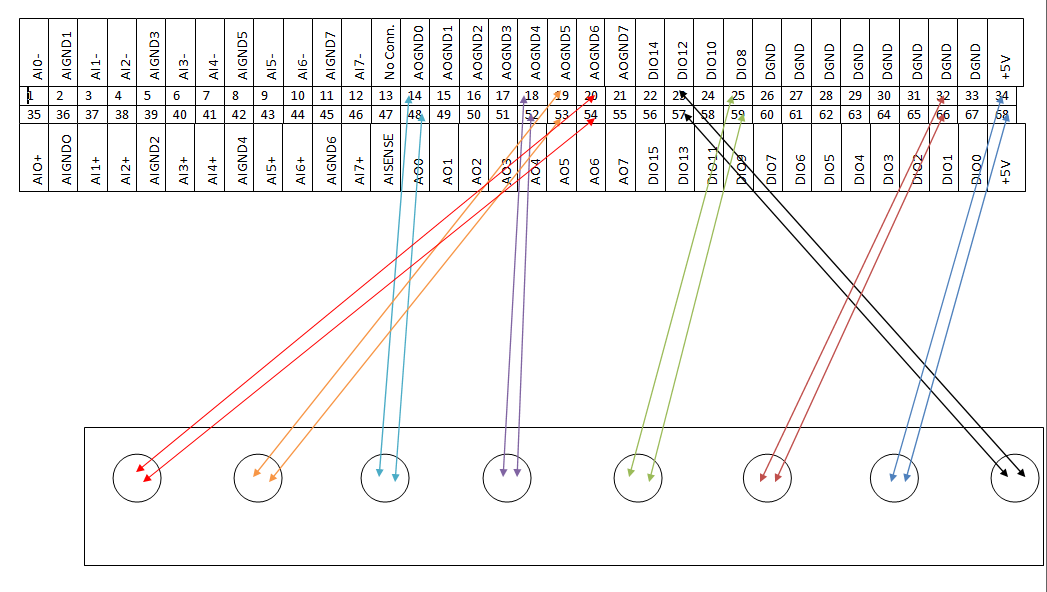 AI0- AIGND1 AI1- AI2- AIGND3 AI3- AI4- AIGND5 AI5- AI6- AIGND7 AI7- No Conn. AOGND0 AOGND1 AOGND2 AOGND3 AOGND4 AOGND5 AOGND6 AOGND7 DIO14 DIO12 DIO10 DIO8 DGND DGND DGND DGND DGND DGND DGND DGND +5V
1 2 3 4 5 6 7 8 9 10 11 12 13 14 15 16 17 18 19 20 21 22 23 24 25 26 27 28 29 30 31 32 33 34
35 36 37 38 39 40 41 42 43 44 45 46 47 48 49 50 51 52 53 54 55 56 57 58 59 60 61 62 63 64 65 66 67 68
AIO+ AIGNDO AI1+ AI2+ AIGND2 AI3+ AI4+ AIGND4 AI5+ AI6+ AIGND6 AI7+ AISENSE AO0 AO1 AO2 AO3 AO4 AO5 AO6 AO7 DIO15 DIO13 DIO11 DIO9 DIO7 DIO6 DIO5 DIO4 DIO3 DIO2 DIO1 DIO0 +5V